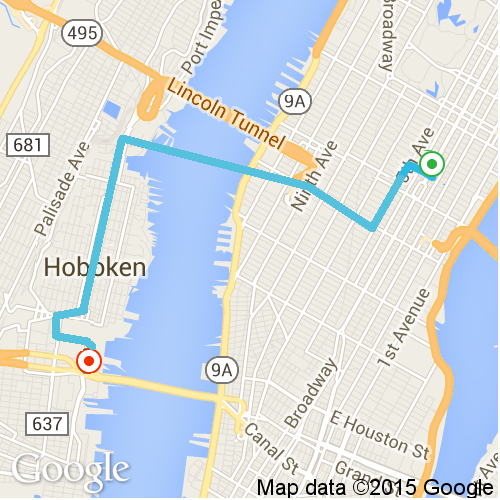 495
Port Impe
Broadway
Lincoln Tunnel
9A
681
Palisade Ave
Ninth Ave
Ave
Hoboken
1st Avenue
9A
Broadway
E Houston St
637
Canal St
Grand
Ave
Google
Map data ©2015 Google